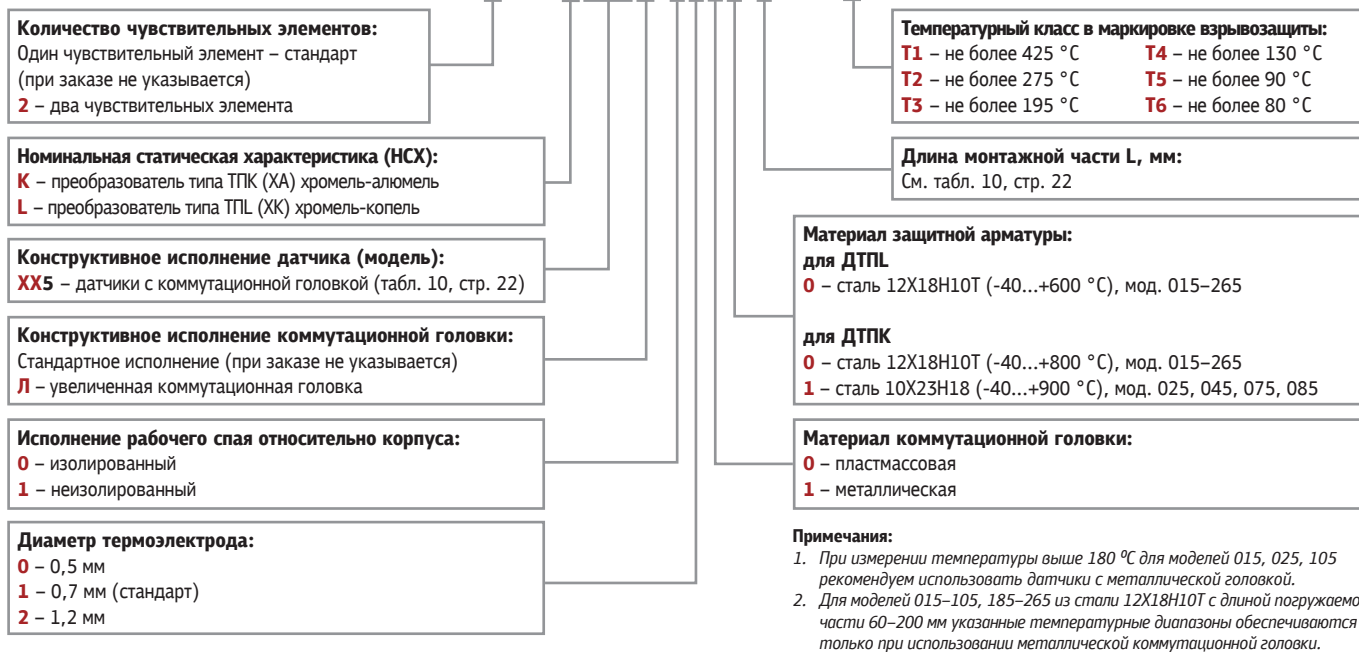 Количество чувствительных элементов:
Один чувствительный элемент – стандарт
(при заказе не указывается)
2 – два чувствительных элемента
Номинальная статическая характеристика (НСХ):
К – преобразователь типа ТПК (ХА) хромель-алюмель
L – преобразователь типа ТПL (ХК) хромель-копель
Конструктивное исполнение датчика (модель):
ХХ5 – датчики с коммутационной головкой (табл. 10, стр. 22)
Конструктивное исполнение коммутационной головки:
Стандартное исполнение (при заказе не указывается)
Л – увеличенная коммутационная головка
Исполнение рабочего спая относительно корпуса:
0 – изолированный
1 – неизолированный
Диаметр термоэлектрода:
0 – 0,5 мм
1 – 0,7 мм (стандарт)
2 – 1,2 мм
Температурный класс в маркировке взрывозащиты:
Т1 – не более 425 °С Т4 – не более 130 °С
Т2 – не более 275 °С Т5 – не более 90 °С
Т3 – не более 195 °С Т6 – не более 80 °С
Длина монтажной части L, мм:
См. табл. 10, стр. 22
Материал защитной арматуры:
для ДТПL
0 – сталь 12Х18Н10Т (-40...+600 °С), мод. 015–265
для ДТПК
0 – сталь 12Х18Н10Т (-40...+800 °С), мод. 015–265
1 – сталь 10Х23Н18 (-40...+900 °С), мод. 025, 045, 075, 085
Материал коммутационной головки:
0 – пластмассовая
1 – металлическая
Примечания:
1. При измерении температуры выше 180 ⁰С для моделей 015, 025, 105
рекомендуем использовать датчики с металлической головкой.
2. Для моделей 015–105, 185–265 из стали 12Х18Н10Т с длиной погружаемо
части 60–200 мм указанные температурные диапазоны обеспечиваются
только при использовании металлической коммутационной головки.